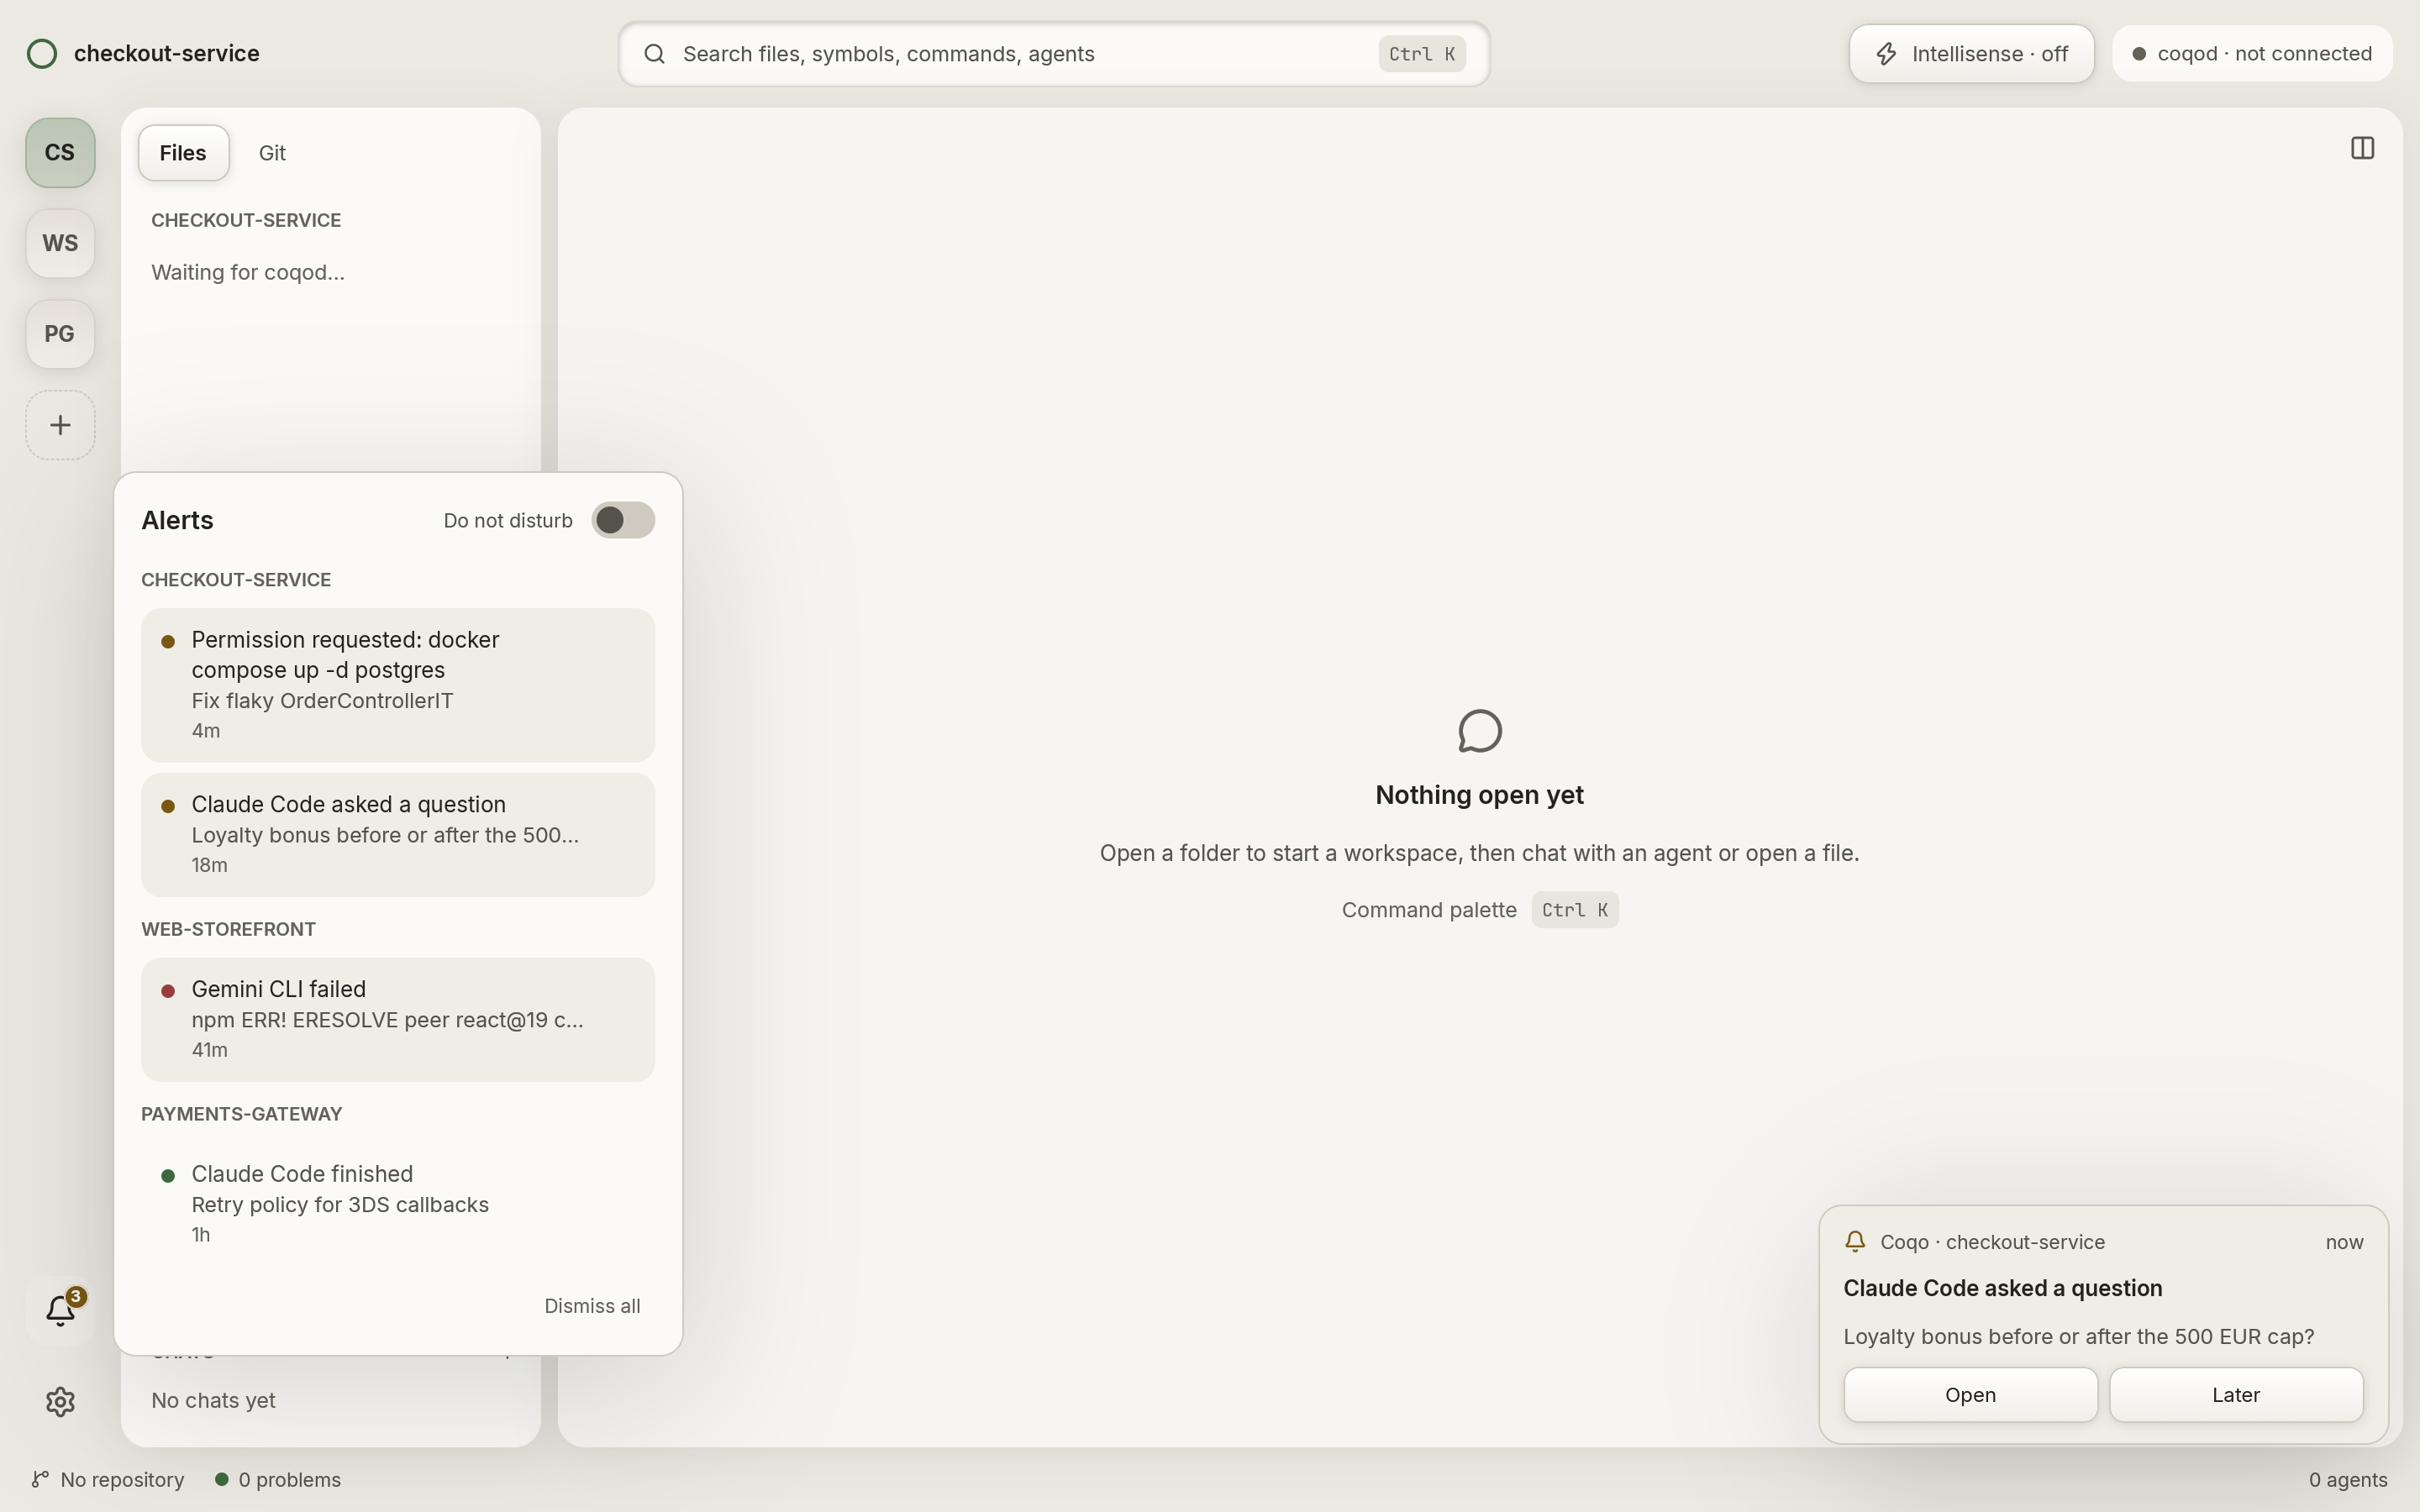 checkout-service
Search files, symbols, commands, agents
Ctrl K
Intellisense · off
coqod · not connected
CS
WS
PG
Files
Git
CHECKOUT-SERVICE
Waiting for coqod...
Alerts
Do not disturb
CHECKOUT-SERVICE
Permission requested: docker
compose up -d postgres
Fix flaky OrderControllerIT
4m
Claude Code asked a question
Loyalty bonus before or after the 500...
18m
WEB-STOREFRONT
Gemini CLI failed
npm ERR! ERESOLVE peer react@19 c...
41m
PAYMENTS-GATEWAY
Claude Code finished
Retry policy for 3DS callbacks
1h
Dismiss all
3
No chats yet
Nothing open yet
Open a folder to start a workspace, then chat with an agent or open a file.
Command palette
Ctrl K
Coqo · checkout-service
now
Claude Code asked a question
Loyalty bonus before or after the 500 EUR cap?
Open
Later
No repository
0 problems
0 agents